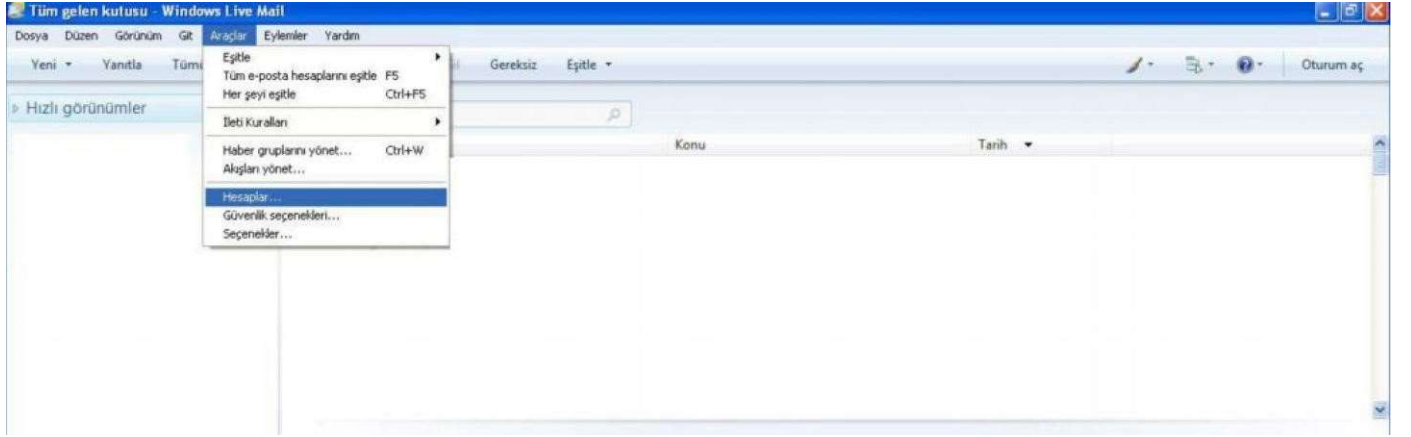 Tüm gelen kutusu - Windows Live Mail
Dosya Düzen Görünüm Git Araçlar Eylemler Yardım
Yeni Yanıtla Gereksiz Eşitle Oturum aç
Eşitle
Tüm e-posta hesaplarını eşitle F5
Her şeyi eşitle Ctrl+F5
İleti Kuralları
Haber gruplarını yönet... Ctrl+W
Akışları yönet...
Hesaplar...
Güvenlik seçenekleri...
Seçenekler...
Hızlı görünümler
Konu Tarih